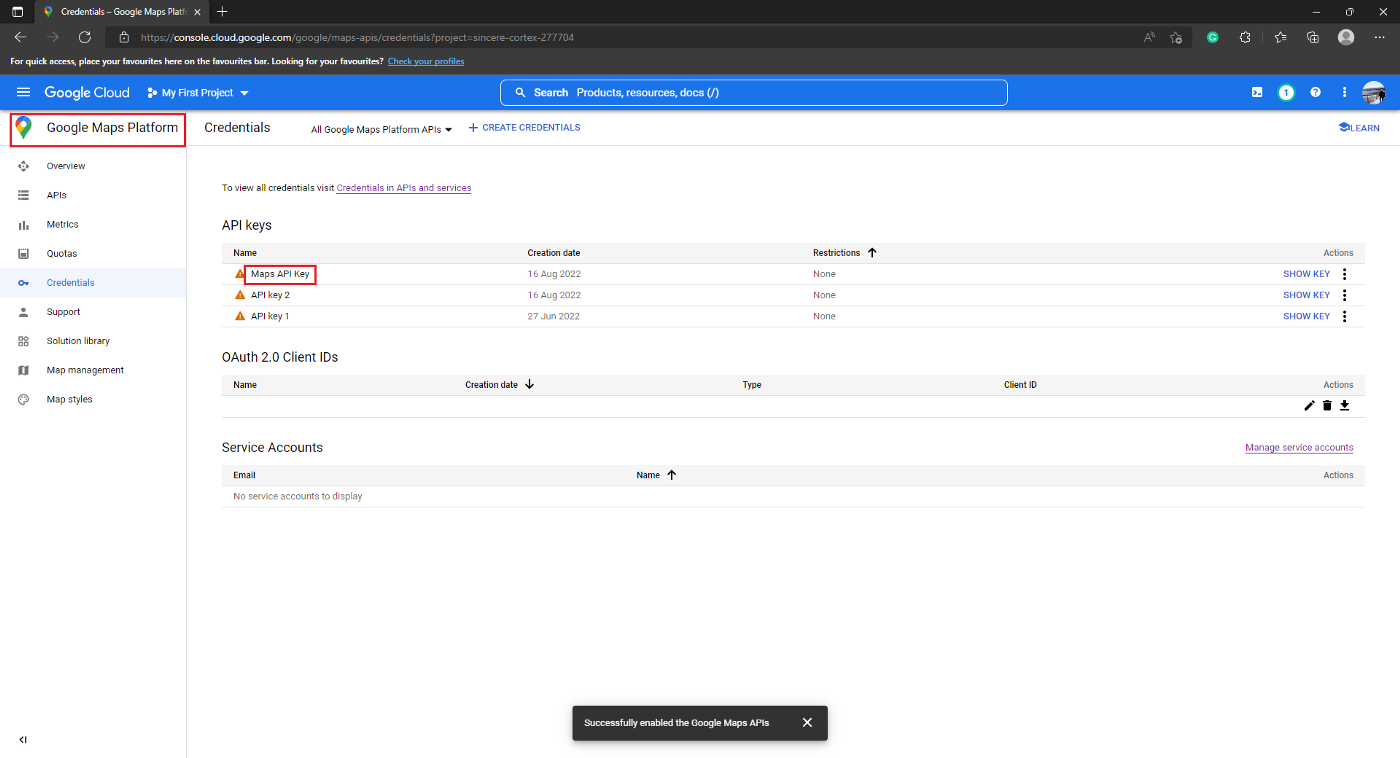 Credentials – Google Maps Platf
https://console.cloud.google.com/google/maps-apis/credentials?project=sincere-cortex-277704
For quick access, place your favourites here on the favourites bar. Looking for your favourites? Check your profiles
Google Cloud My First Project Search Products, resources, docs (/) 1
Google Maps Platform Credentials All Google Maps Platform APIs CREATE CREDENTIALS LEARN
Overview
APIs
Metrics
Quotas
Credentials
Support
Solution library
Map management
Map styles
To view all credentials visit Credentials in APIs and services
API keys
Name Creation date Restrictions Actions
Maps API Key 16 Aug 2022 None SHOW KEY
API key 2 16 Aug 2022 None SHOW KEY
API key 1 27 Jun 2022 None SHOW KEY
OAuth 2.0 Client IDs
Name Creation date Type Client ID Actions
Service Accounts Manage service accounts
Email Name Actions
No service accounts to display
Successfully enabled the Google Maps APIs